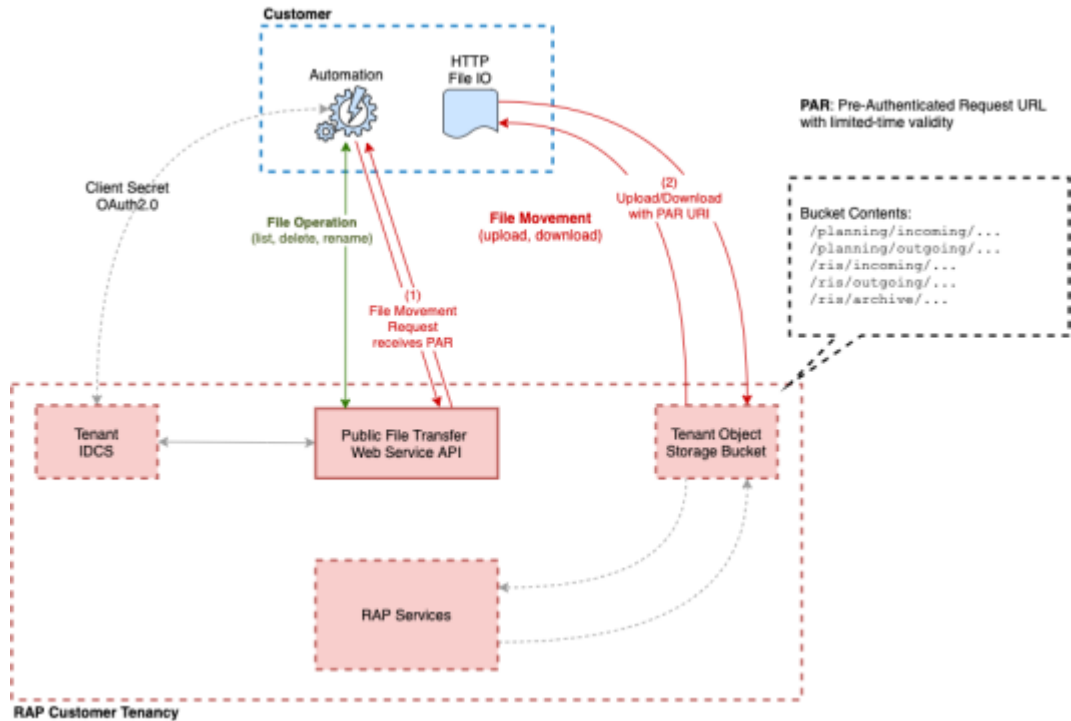 Customer
Automation
HTTP
File IO
PAR: Pre-Authenticated Request URL
with limited-time validity
Client Secret
OAuth2.0
File Operation
(list, delete, rename)
File Movement
(upload, download)
(2)
Upload/Download
with PAR URI
Bucket Contents:
/planning/incoming/...
/planning/outgoing/...
/ris/incoming/...
/ris/outgoing/...
/ris/archive/...
(1)
File Movement
Request
receives PAR
Tenant
IDCS
Public File Transfer
Web Service API
Tenant Object
Storage Bucket
RAP Services
RAP Customer Tenancy